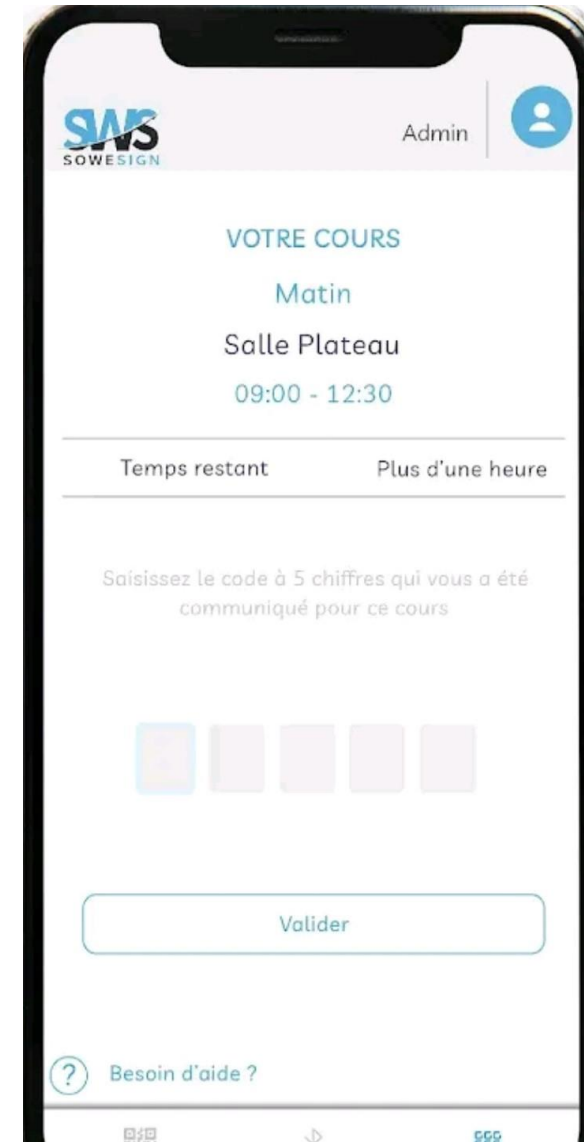 SWS
SOWESIGN
Admin
VOTRE COURS
Matin
Salle Plateau
09:00 - 12:30
Temps restant Plus d'une heure
Saisissez le code à 5 chiffres qui vous a été
communiqué pour ce cours
Valider
? Besoin d'aide ?